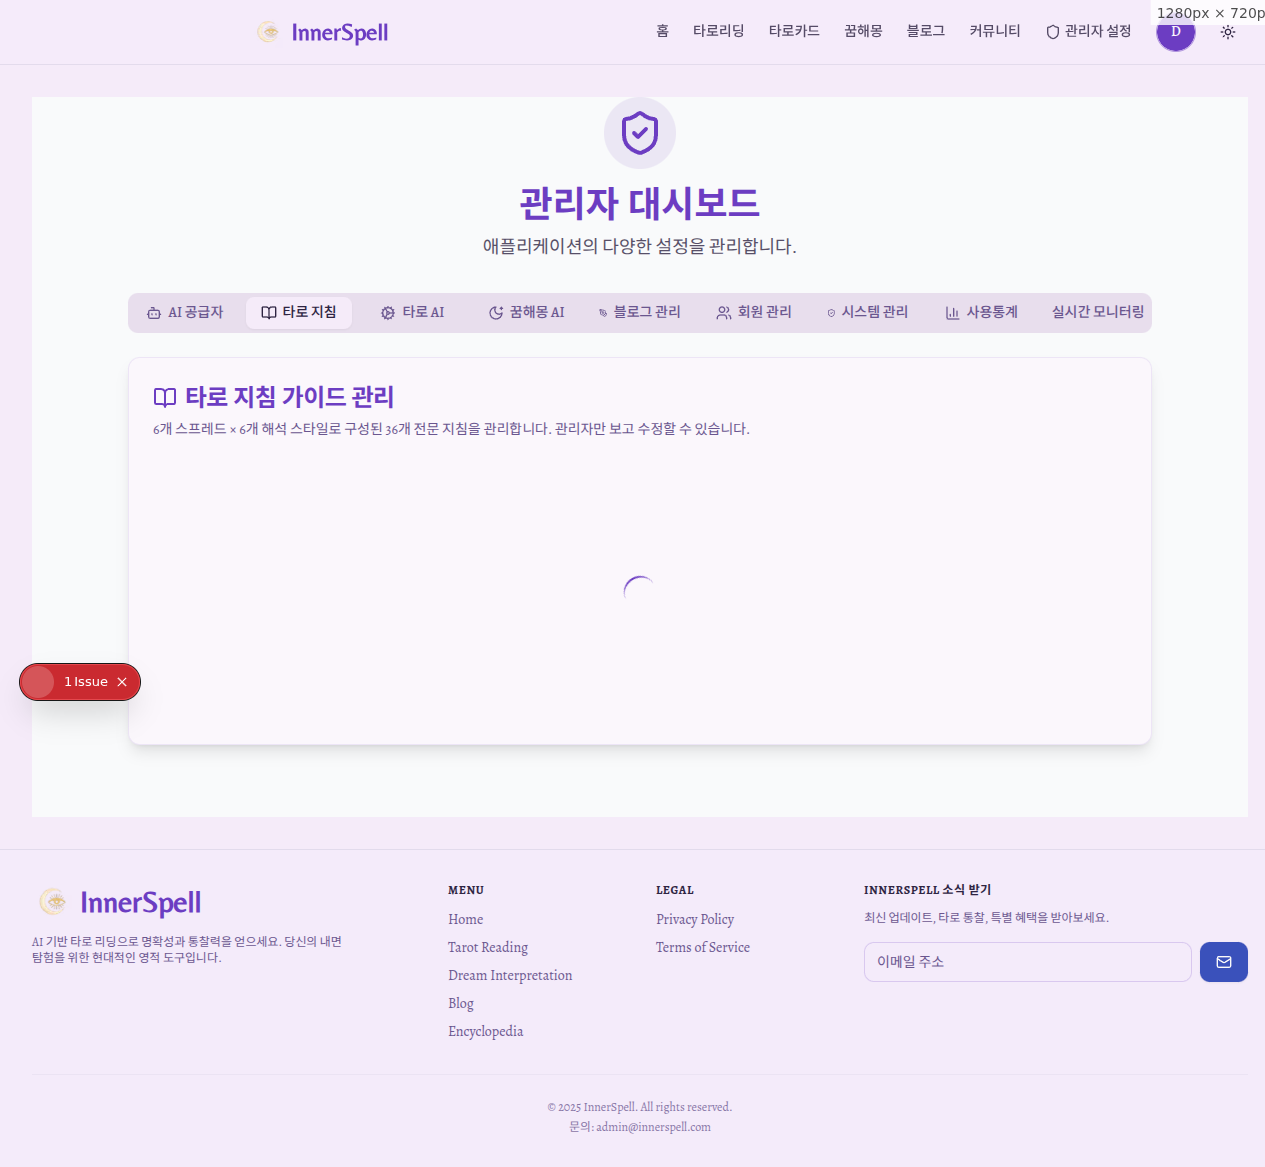 InnerSpell
홈
타로리딩
타로카드
꿈해몽
블로그
커뮤니티
관리자 설정
D
1280px × 720p
관리자 대시보드
애플리케이션의 다양한 설정을 관리합니다.
AI 공급자
타로 지침
타로 AI
꿈해몽 AI
블로그 관리
회원 관리
시스템 관리
사용통계
실시간 모니터링
타로 지침 가이드 관리
6개 스프레드 × 6개 해석 스타일로 구성된 36개 전문 지침을 관리합니다. 관리자만 보고 수정할 수 있습니다.
1 Issue
InnerSpell
AI 기반 타로 리딩으로 명확성과 통찰력을 얻으세요. 당신의 내면
탐험을 위한 현대적인 영적 도구입니다.
MENU
Home
Tarot Reading
Dream Interpretation
Blog
Encyclopedia
LEGAL
Privacy Policy
Terms of Service
INNERSPELL 소식 받기
최신 업데이트, 타로 통찰, 특별 혜택을 받아보세요.
이메일 주소
© 2025 InnerSpell. All rights reserved.
문의: admin@innerspell.com